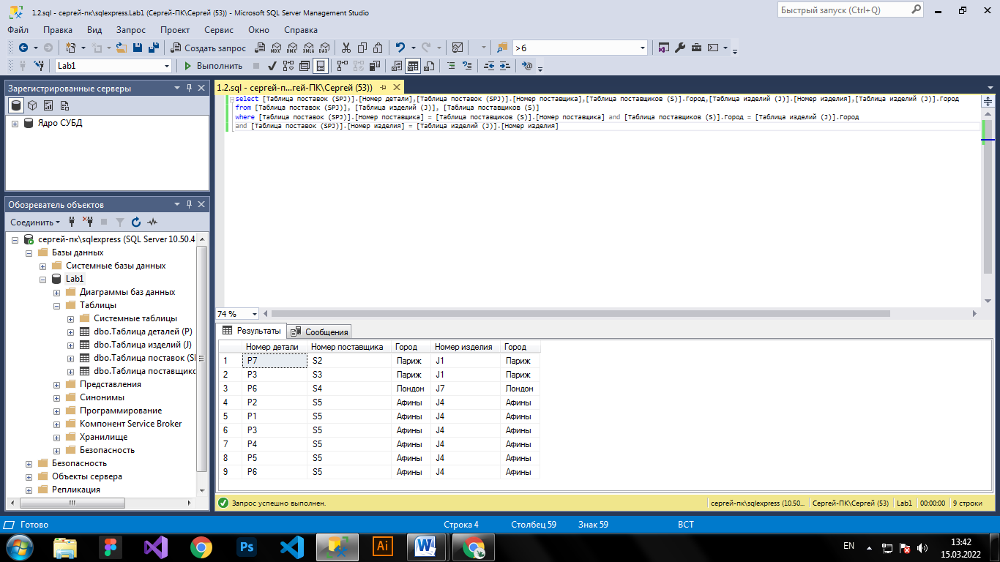 1.2.sql - сергей-пк\sqlexpress.Lab1 (Сергей-ПК\Сергей (53)) - Microsoft SQL Server Management Studio
Быстрый запуск (Ctrl+Q)
Файл Правка Вид Запрос Проект Сервис Окно Справка
Создать запрос MDX DMX XMLA DAX >6
Lab1 Выполнить
Зарегистрированные серверы
Ядро СУБД
1.2.sql - сергей-п...гей-ПК\Сергей (53))
select [Таблица поставок (SPJ)].[Номер детали],[Таблица поставок (SPJ)].[Номер поставщика],[Таблица поставщиков (S)].Город,[Таблица изделий (J)].[Номер изделия],[Таблица изделий (J)].Город
from [Таблица поставок (SPJ)], [Таблица изделий (J)], [Таблица поставщиков (S)]
where [Таблица поставок (SPJ)].[Номер поставщика] = [Таблица поставщиков (S)].[Номер поставщика] and [Таблица поставщиков (S)].Город = [Таблица изделий (J)].Город
and [Таблица поставок (SPJ)].[Номер изделия] = [Таблица изделий (J)].[Номер изделия]
Обозреватель объектов
Соединить
сергей-пк\sqlexpress (SQL Server 10.50.4
Базы данных
Системные базы данных
Lab1
Диаграммы баз данных
Таблицы
Системные таблицы
dbo.Таблица деталей (P)
dbo.Таблица изделий (J)
dbo.Таблица поставок (SI
dbo.Таблица поставщикс
Представления
Синонимы
Программирование
Компонент Service Broker
Хранилище
Безопасность
Безопасность
Объекты сервера
Репликация
74 %
Результаты Сообщения
Номер детали Номер поставщика Город Номер изделия Город
1 P7 S2 Париж J1 Париж
2 P3 S3 Париж J1 Париж
3 P6 S4 Лондон J7 Лондон
4 P2 S5 Афины J4 Афины
5 P1 S5 Афины J4 Афины
6 P3 S5 Афины J4 Афины
7 P4 S5 Афины J4 Афины
8 P5 S5 Афины J4 Афины
9 P6 S5 Афины J4 Афины
Запрос успешно выполнен. сергей-пк\sqlexpress (10.50... Сергей-ПК\Сергей (53) Lab1 00:00:00 9 строки
Готово Строка 4 Столбец 59 Знак 59 ВСТ
Ps Ai W EN 13:42
15.03.2022